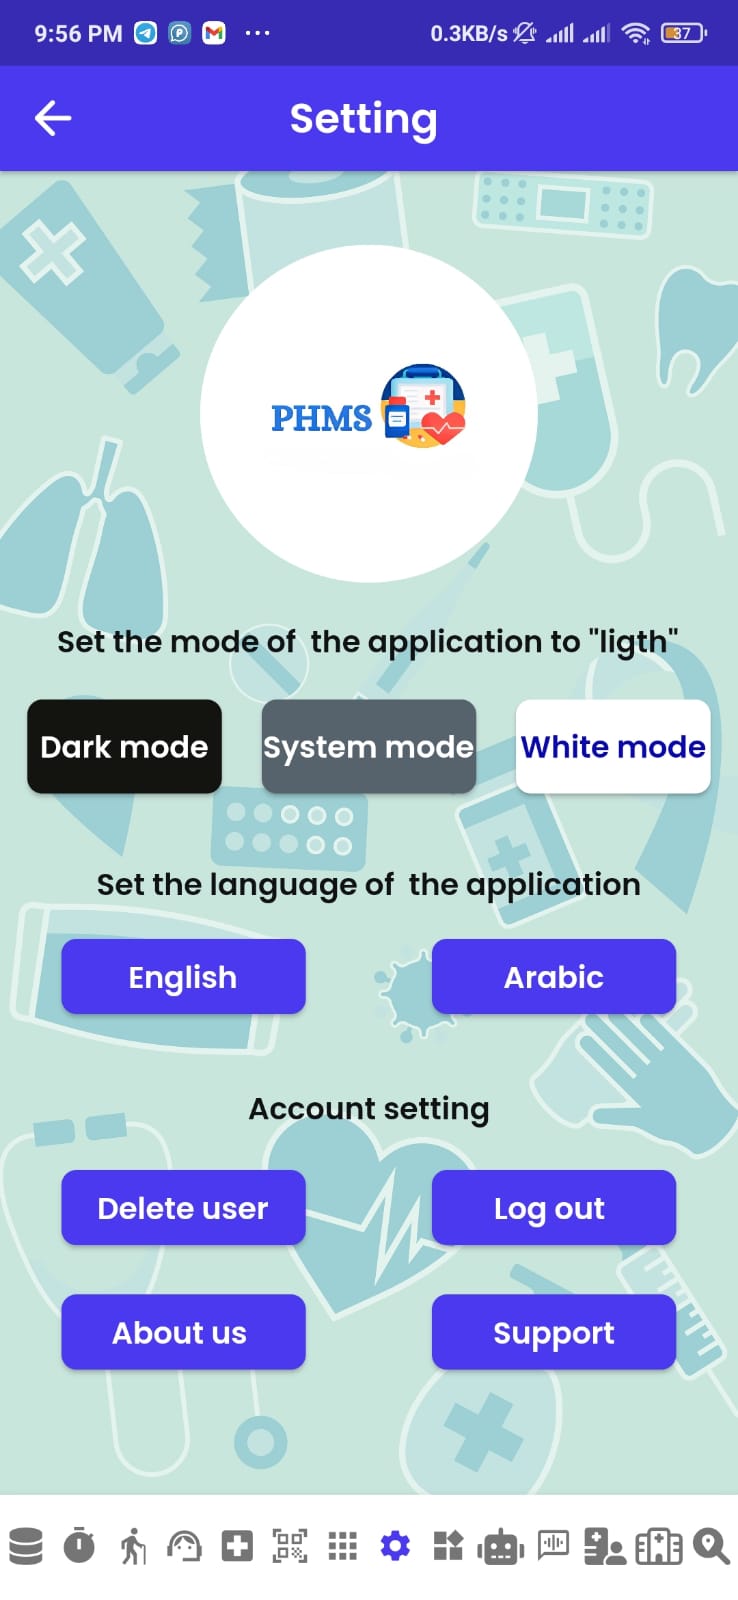 9:56 PM 0.3KB/s 37
Setting
PHMS
Set the mode of the application to "ligth"
Dark mode System mode White mode
Set the language of the application
English Arabic
Account setting
Delete user Log out
About us Support